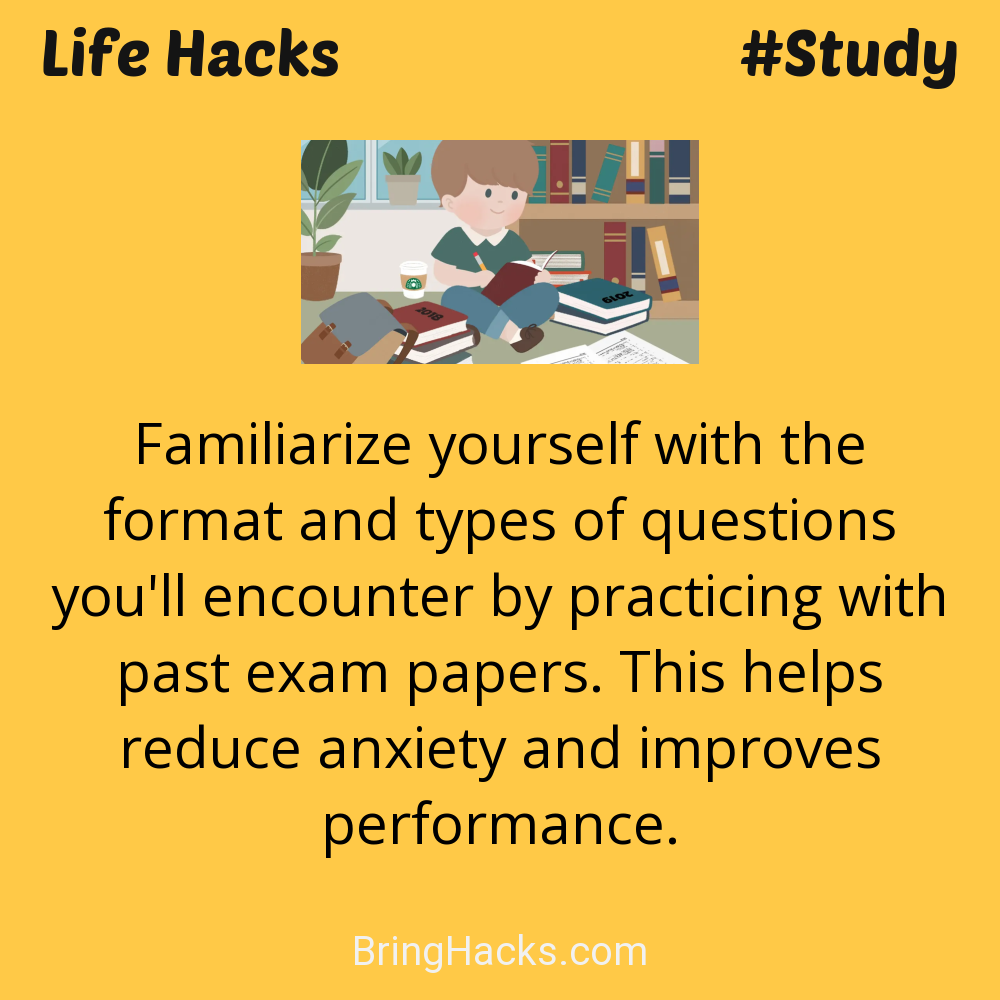 Life Hacks
#Study
2018
2019
Familiarize yourself with the
format and types of questions
you'll encounter by practicing with
past exam papers. This helps
reduce anxiety and improves
performance.
BringHacks.com